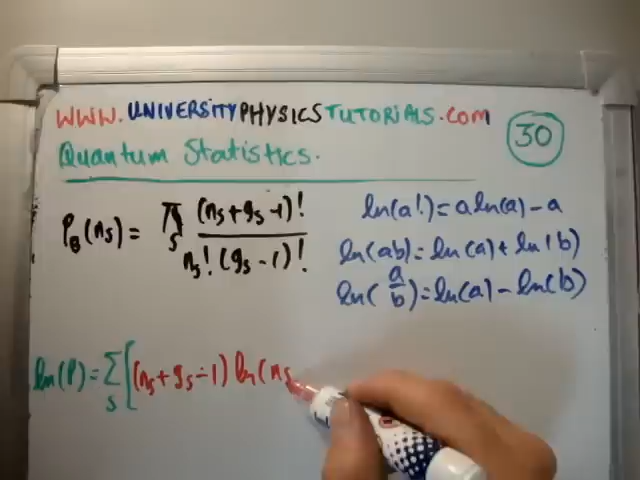 WWW.UNIVERSITYPHYSICSTUTORIALS.COM
30
Quantum Statistics.
P_B(n_s) = ∏_s (n_s+g_s-1)! / n_s!(g_s-1)!
ln(a!)=a ln(a)-a
ln(ab)=ln(a)+ln(b)
ln(a/b)=ln(a)-ln(b)
ln(P)=∑_s [(n_s+g_s-1) ln(n_s